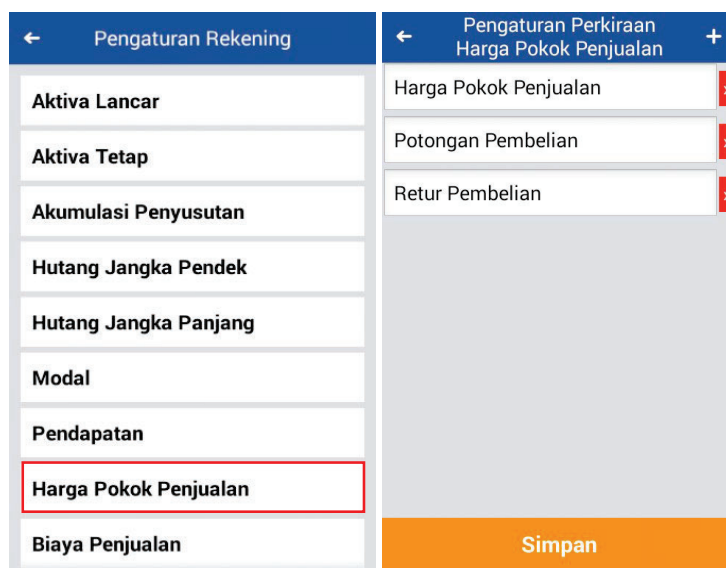 Pengaturan Rekening
Aktiva Lancar
Aktiva Tetap
Akumulasi Penyusutan
Hutang Jangka Pendek
Hutang Jangka Panjang
Modal
Pendapatan
Harga Pokok Penjualan
Biaya Penjualan
Pengaturan Perkiraan
Harga Pokok Penjualan
Harga Pokok Penjualan
Potongan Pembelian
Retur Pembelian
Simpan